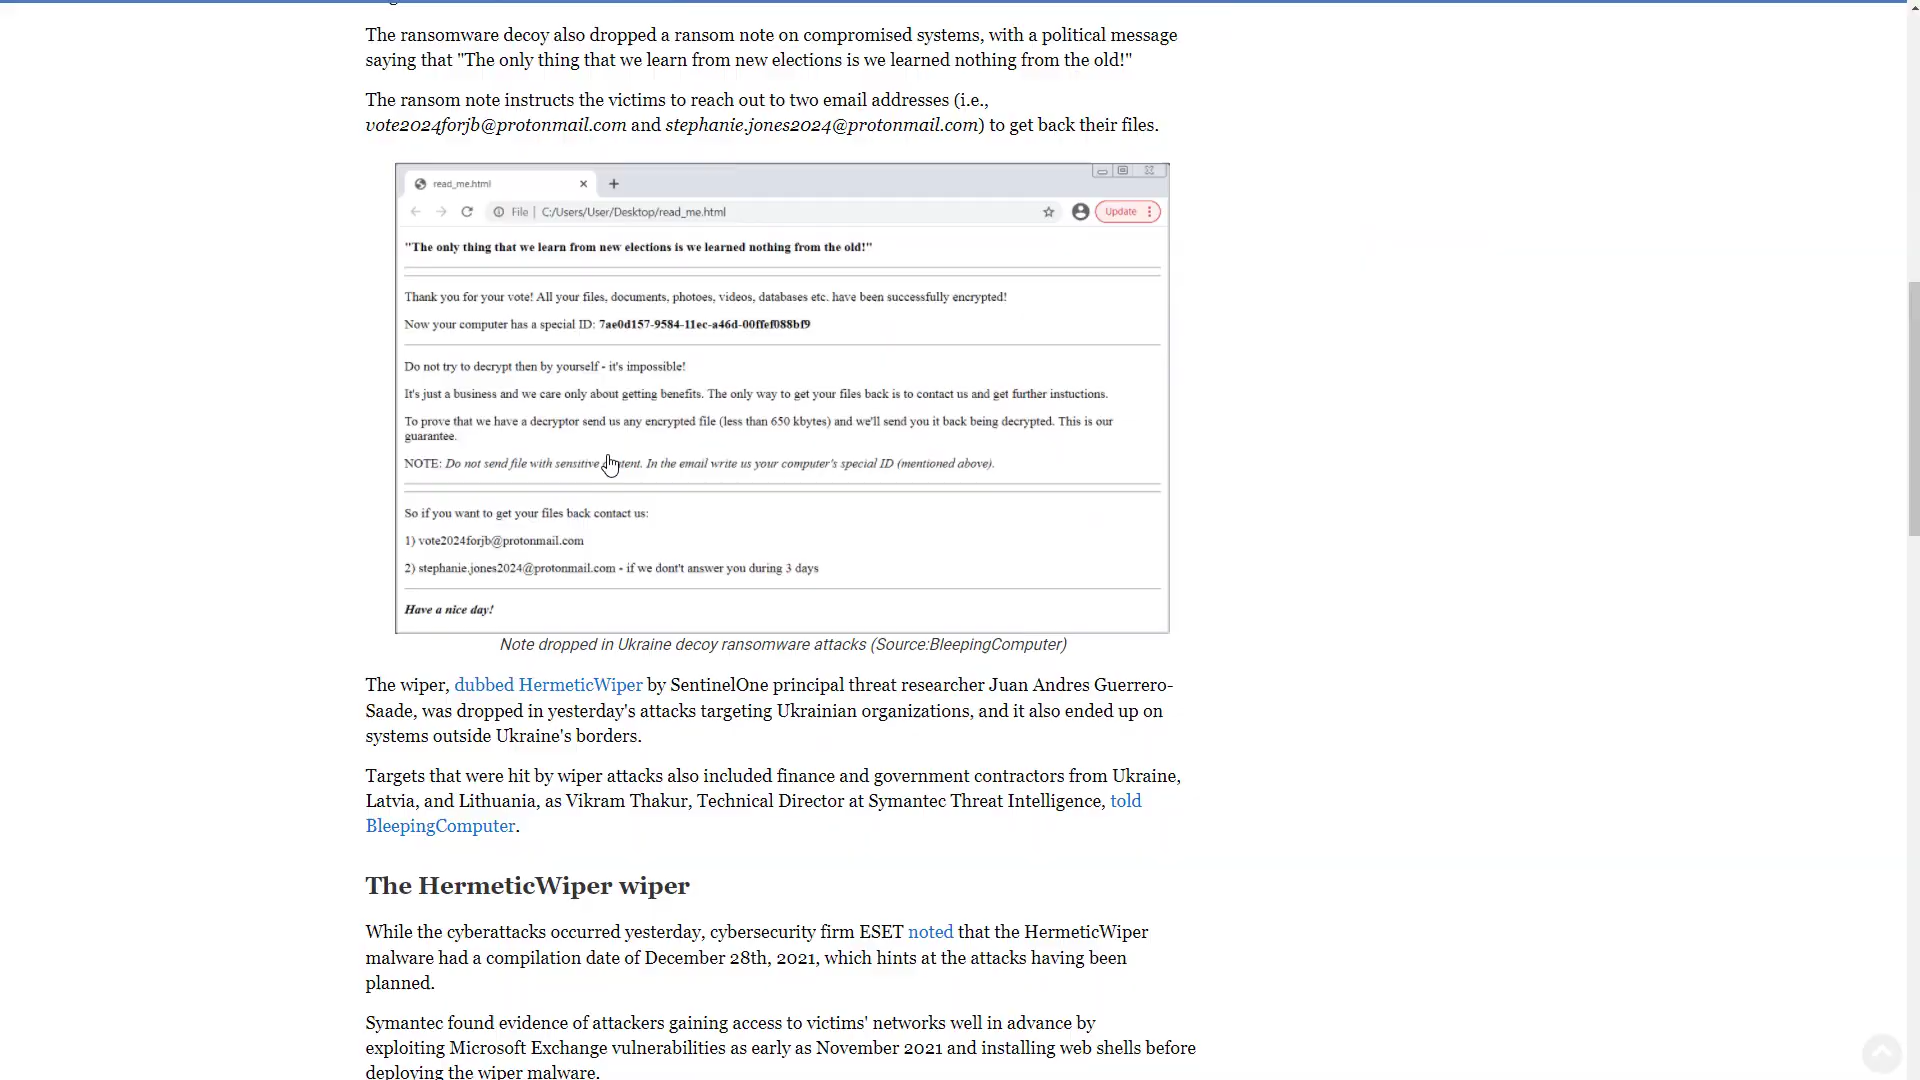 The ransomware decoy also dropped a ransom note on compromised systems, with a political message
saying that "The only thing that we learn from new elections is we learned nothing from the old!"
The ransom note instructs the victims to reach out to two email addresses (i.e.,
vote2024forjb@protonmail.com and stephanie.jones2024@protonmail.com) to get back their files.
read_me.html
File | C:/Users/User/Desktop/read_me.html
Update
"The only thing that we learn from new elections is we learned nothing from the old!"
Thank you for your vote! All your files, documents, photoes, videos, databases etc. have been successfully encrypted!
Now your computer has a special ID: 7ae0d157-9584-11ec-a46d-00ffef088bf9
Do not try to decrypt then by yourself - it's impossible!
It's just a business and we care only about getting benefits. The only way to get your files back is to contact us and get further instuctions.
To prove that we have a decryptor send us any encrypted file (less than 650 kbytes) and we'll send you it back being decrypted. This is our
guarantee.
NOTE: Do not send file with sensitive In the email write us your computer's special ID (mentioned above).
So if you want to get your files back contact us:
1) vote2024forjb@protonmail.com
2) stephanie.jones2024@protonmail.com - if we dont't answer you during 3 days
Have a nice day!
Note dropped in Ukraine decoy ransomware attacks (Source:BleepingComputer)
The wiper, dubbed HermeticWiper by SentinelOne principal threat researcher Juan Andres Guerrero-
Saade, was dropped in yesterday's attacks targeting Ukrainian organizations, and it also ended up on
systems outside Ukraine's borders.
Targets that were hit by wiper attacks also included finance and government contractors from Ukraine,
Latvia, and Lithuania, as Vikram Thakur, Technical Director at Symantec Threat Intelligence, told
BleepingComputer.
The HermeticWiper wiper
While the cyberattacks occurred yesterday, cybersecurity firm ESET noted that the HermeticWiper
malware had a compilation date of December 28th, 2021, which hints at the attacks having been
planned.
Symantec found evidence of attackers gaining access to victims' networks well in advance by
exploiting Microsoft Exchange vulnerabilities as early as November 2021 and installing web shells before
deploying the wiper malware.